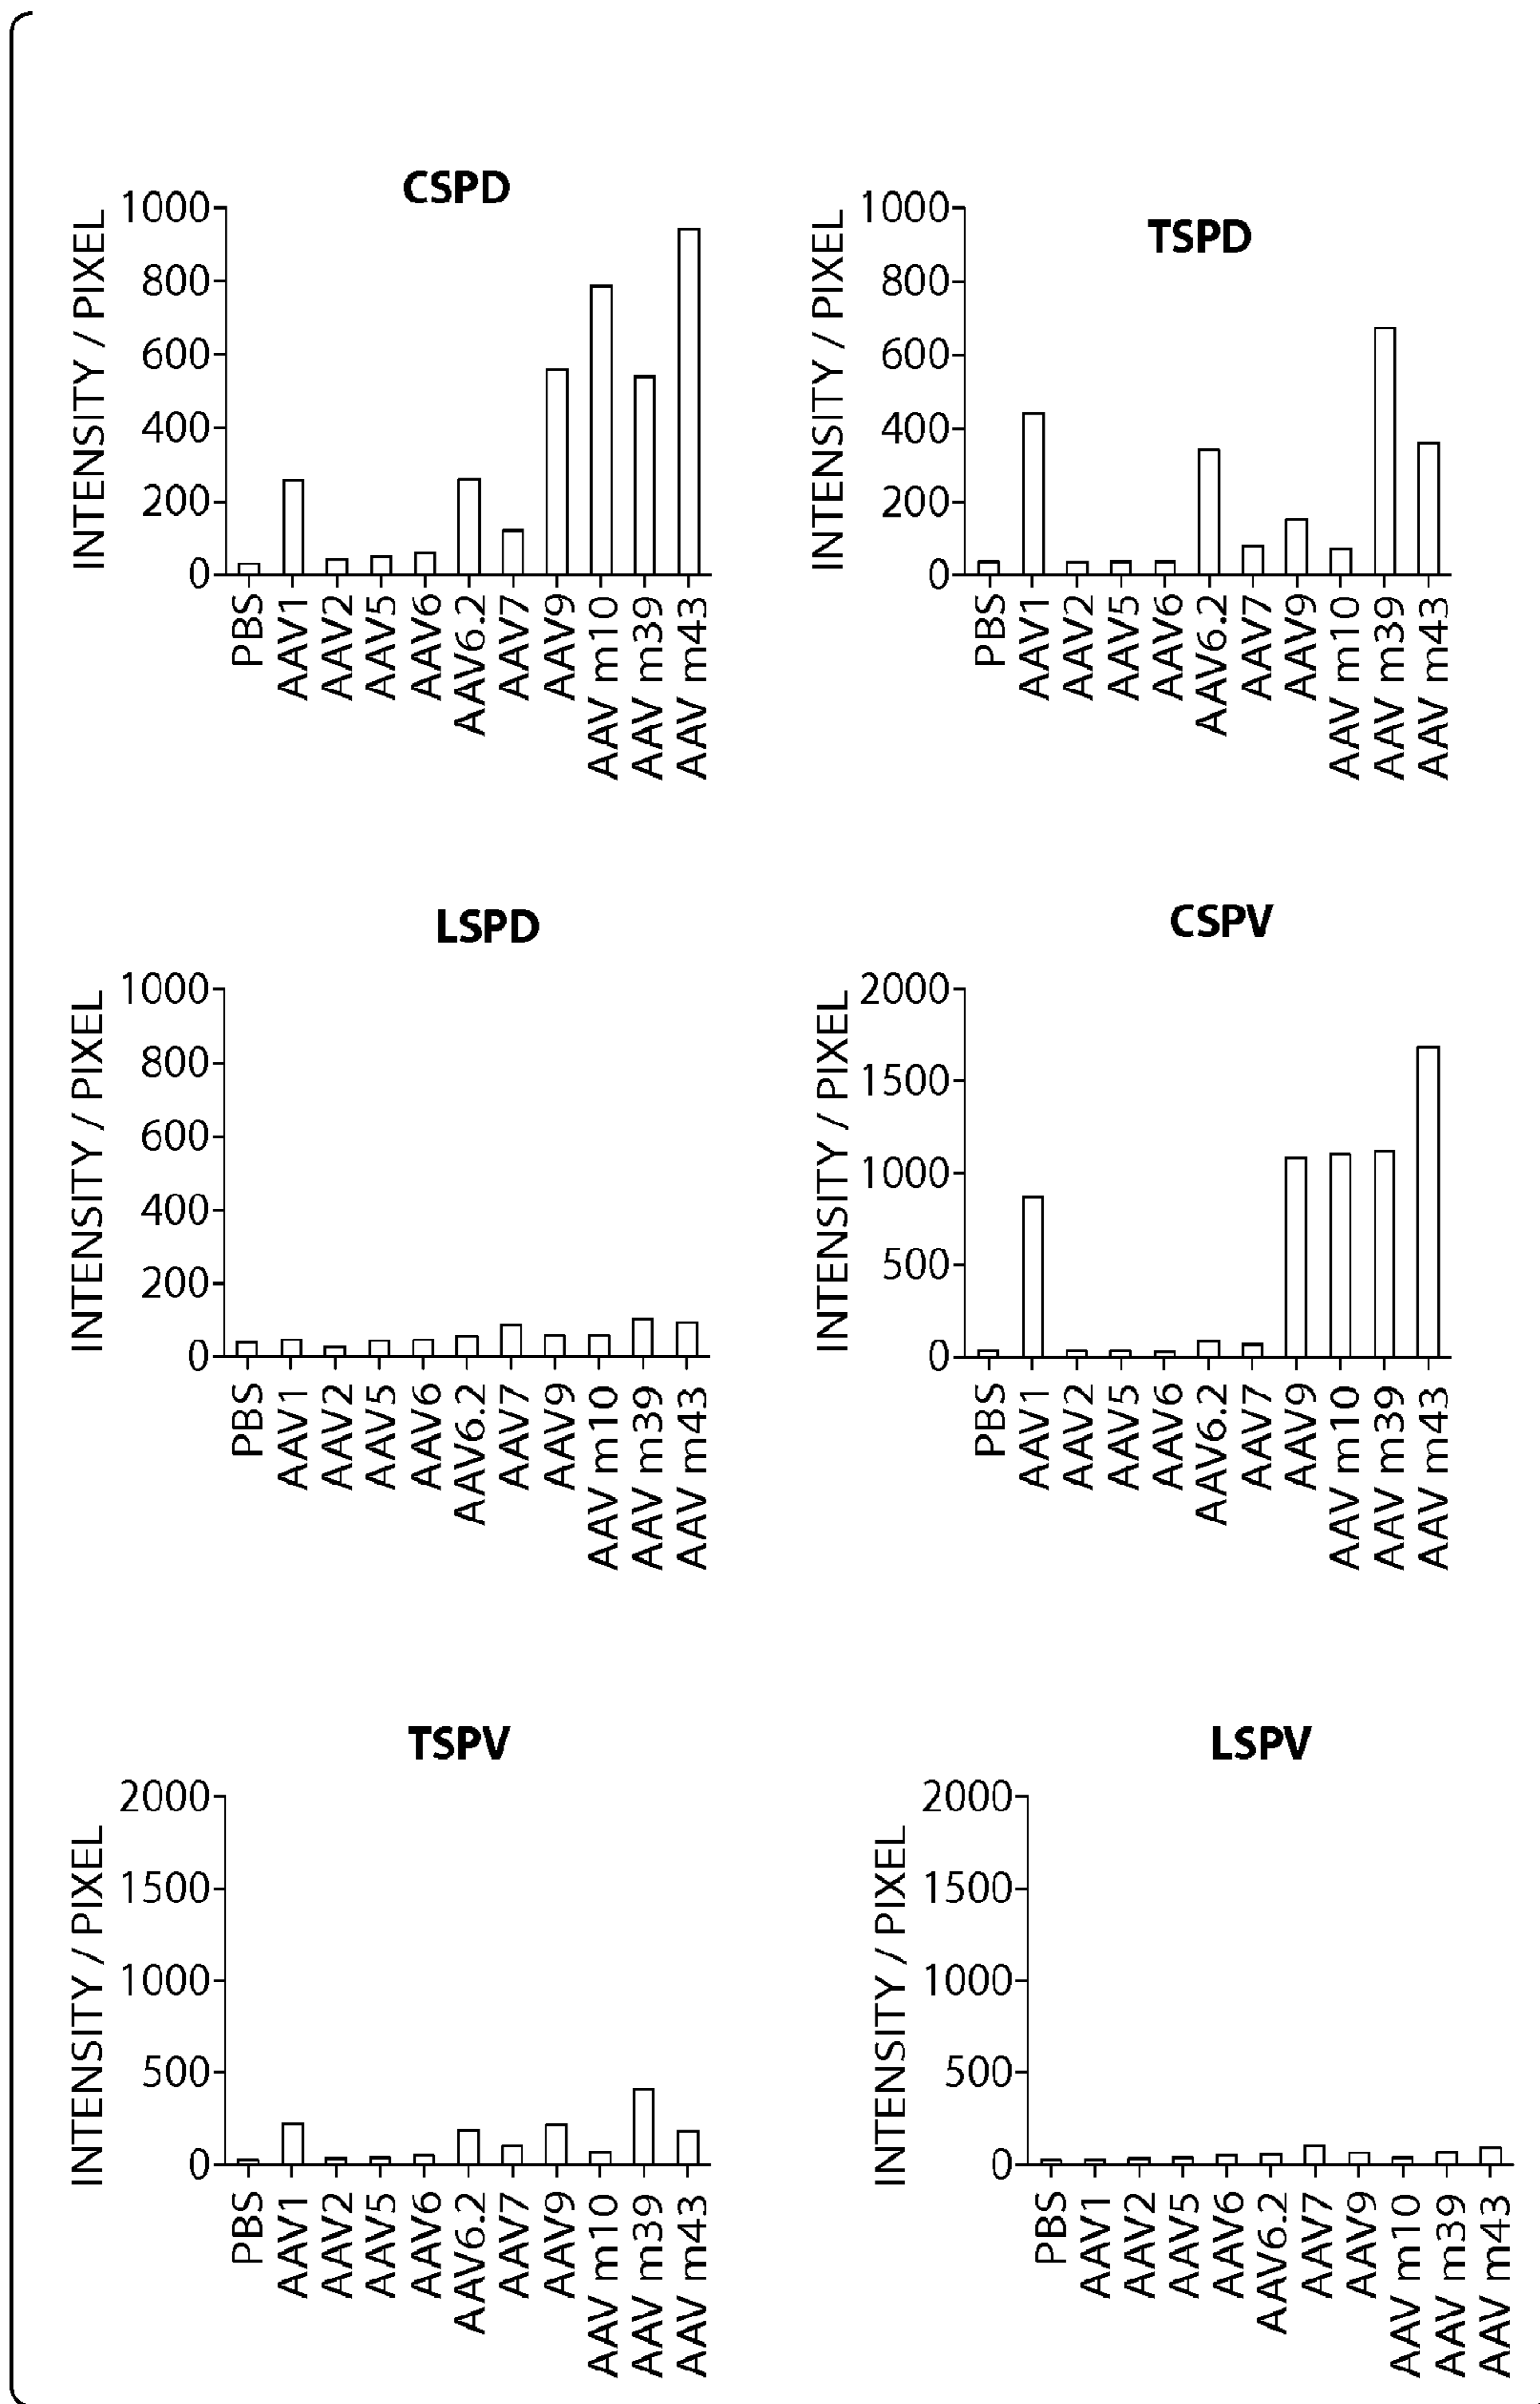 CSPD
INTENSITY / PIXEL
1000
800
600
400
200
0
PBS
AAV1
AAV2
AAV5
AAV6
AAV6.2
AAV7
AAV9
AAV m10
AAV m39
AAV m43
TSPD
INTENSITY / PIXEL
1000
800
600
400
200
0
PBS
AAV1
AAV2
AAV5
AAV6
AAV6.2
AAV7
AAV9
AAV m10
AAV m39
AAV m43
LSPD
INTENSITY / PIXEL
1000
800
600
400
200
0
PBS
AAV1
AAV2
AAV5
AAV6
AAV6.2
AAV7
AAV9
AAV m10
AAV m39
AAV m43
CSPV
INTENSITY / PIXEL
2000
1500
1000
500
0
PBS
AAV1
AAV2
AAV5
AAV6
AAV6.2
AAV7
AAV9
AAV m10
AAV m39
AAV m43
TSPV
INTENSITY / PIXEL
2000
1500
1000
500
0
PBS
AAV1
AAV2
AAV5
AAV6
AAV6.2
AAV7
AAV9
AAV m10
AAV m39
AAV m43
LSPV
INTENSITY / PIXEL
2000
1500
1000
500
0
PBS
AAV1
AAV2
AAV5
AAV6
AAV6.2
AAV7
AAV9
AAV m10
AAV m39
AAV m43